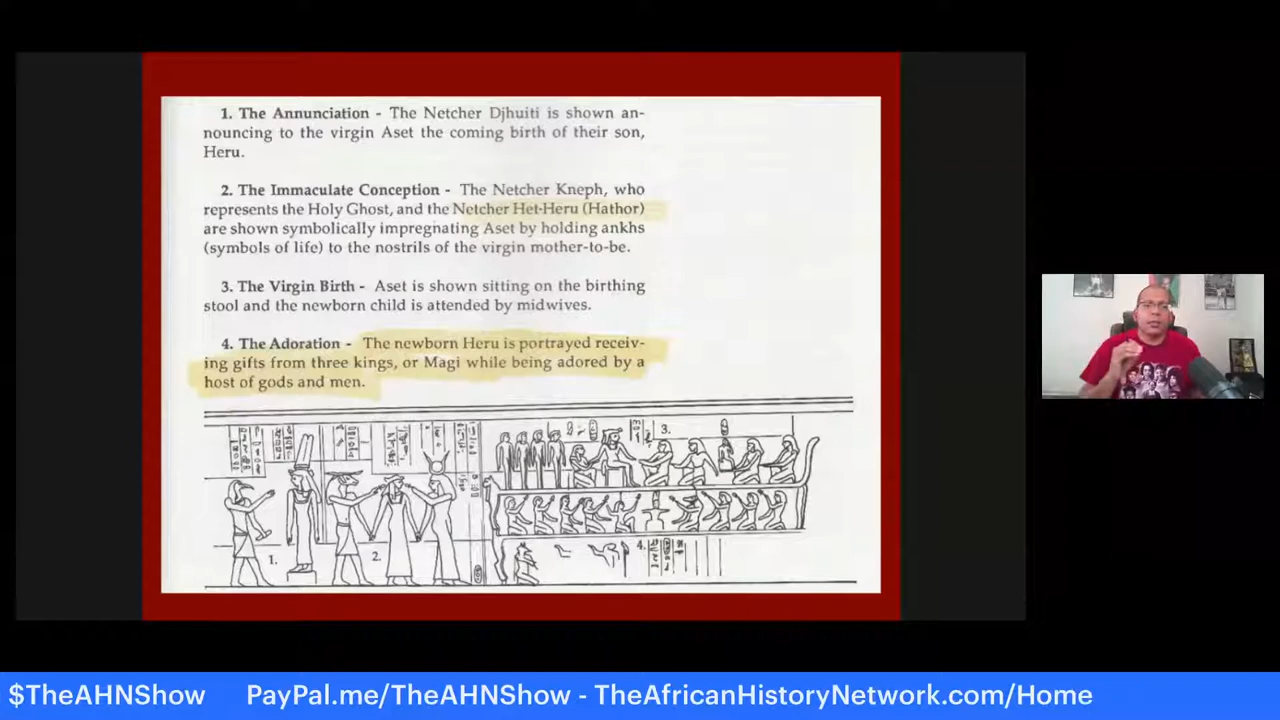 1. The Annunciation - The Netcher Djhuiti is shown an-
nouncing to the virgin Aset the coming birth of their son,
Heru.
2. The Immaculate Conception - The Netcher Kneph, who
represents the Holy Ghost, and the Netcher Het-Heru (Hathor)
are shown symbolically impregnating Aset by holding ankhs
(symbols of life) to the nostrils of the virgin mother-to-be.
3. The Virgin Birth - Aset is shown sitting on the birthing
stool and the newborn child is attended by midwives.
4. The Adoration - The newborn Heru is portrayed receiv-
ing gifts from three kings, or Magi while being adored by a
host of gods and men.
3.
1.
2.
4.
$TheAHNShow PayPal.me/TheAHNShow - TheAfricanHistoryNetwork.com/Home